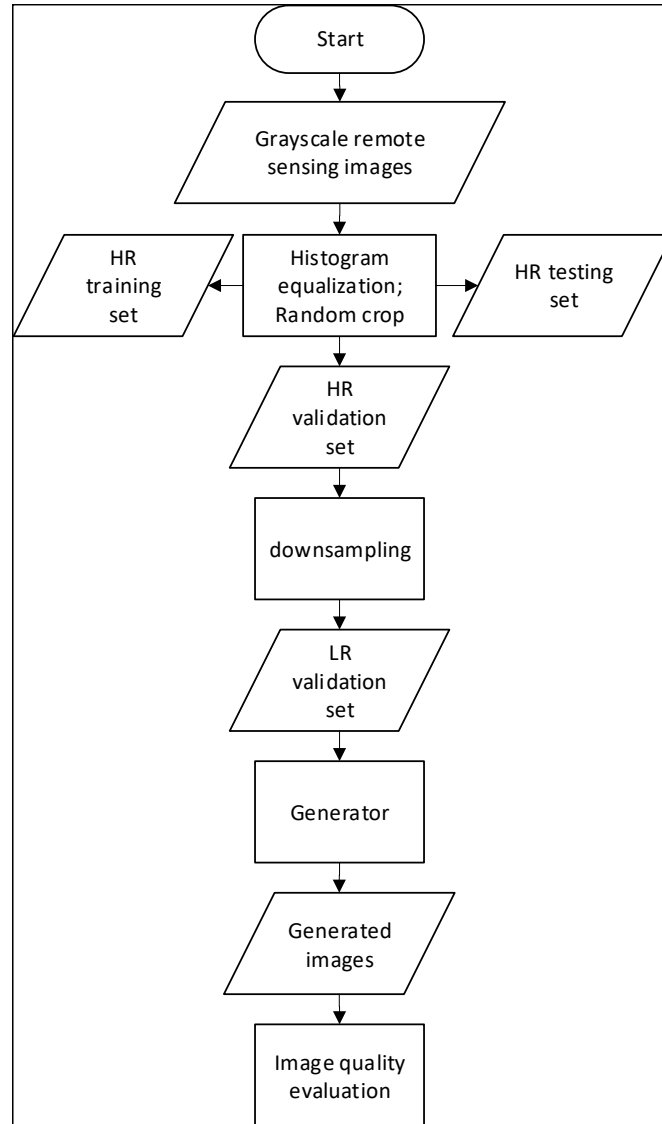 Start
Grayscale remote
sensing images
HR
training
set
Histogram
equalization;
Random crop
HR testing
set
HR
validation
set
downsampling
LR
validation
set
Generator
Generated
images
Image quality
evaluation